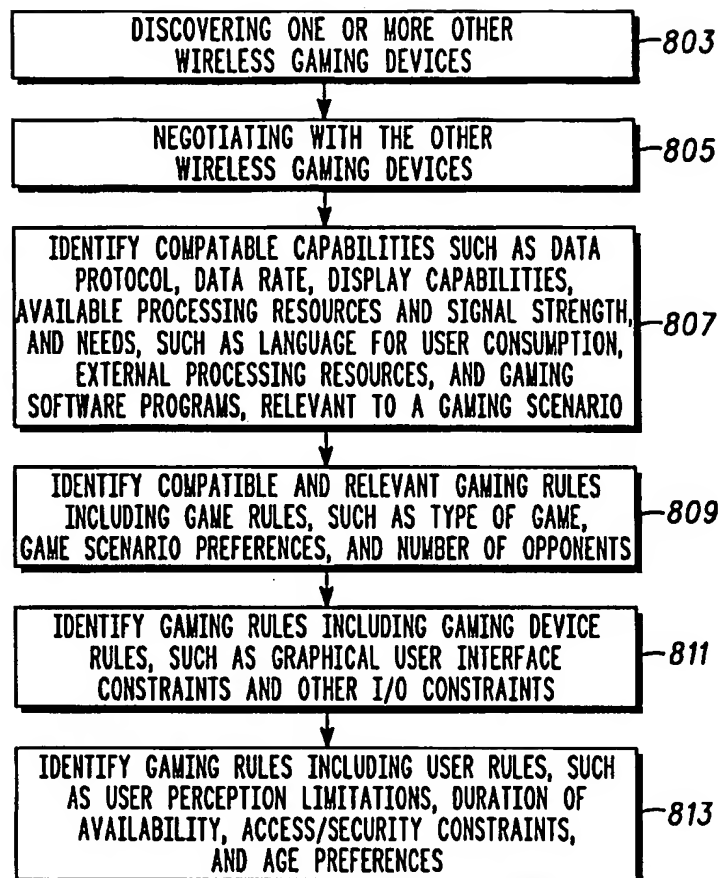 DISCOVERING ONE OR MORE OTHER
WIRELESS GAMING DEVICES
803
NEGOTIATING WITH THE OTHER
WIRELESS GAMING DEVICES
805
IDENTIFY COMPATABLE CAPABILITIES SUCH AS DATA
PROTOCOL, DATA RATE, DISPLAY CAPABILITIES,
AVAILABLE PROCESSING RESOURCES AND SIGNAL STRENGTH,
AND NEEDS, SUCH AS LANGUAGE FOR USER CONSUMPTION,
EXTERNAL PROCESSING RESOURCES, AND GAMING
SOFTWARE PROGRAMS, RELEVANT TO A GAMING SCENARIO
807
IDENTIFY COMPATIBLE AND RELEVANT GAMING RULES
INCLUDING GAME RULES, SUCH AS TYPE OF GAME,
GAME SCENARIO PREFERENCES, AND NUMBER OF OPPONENTS
809
IDENTIFY GAMING RULES INCLUDING GAMING DEVICE
RULES, SUCH AS GRAPHICAL USER INTERFACE
CONSTRAINTS AND OTHER I/O CONSTRAINTS
811
IDENTIFY GAMING RULES INCLUDING USER RULES, SUCH
AS USER PERCEPTION LIMITATIONS, DURATION OF
AVAILABILITY, ACCESS/SECURITY CONSTRAINTS,
AND AGE PREFERENCES
813